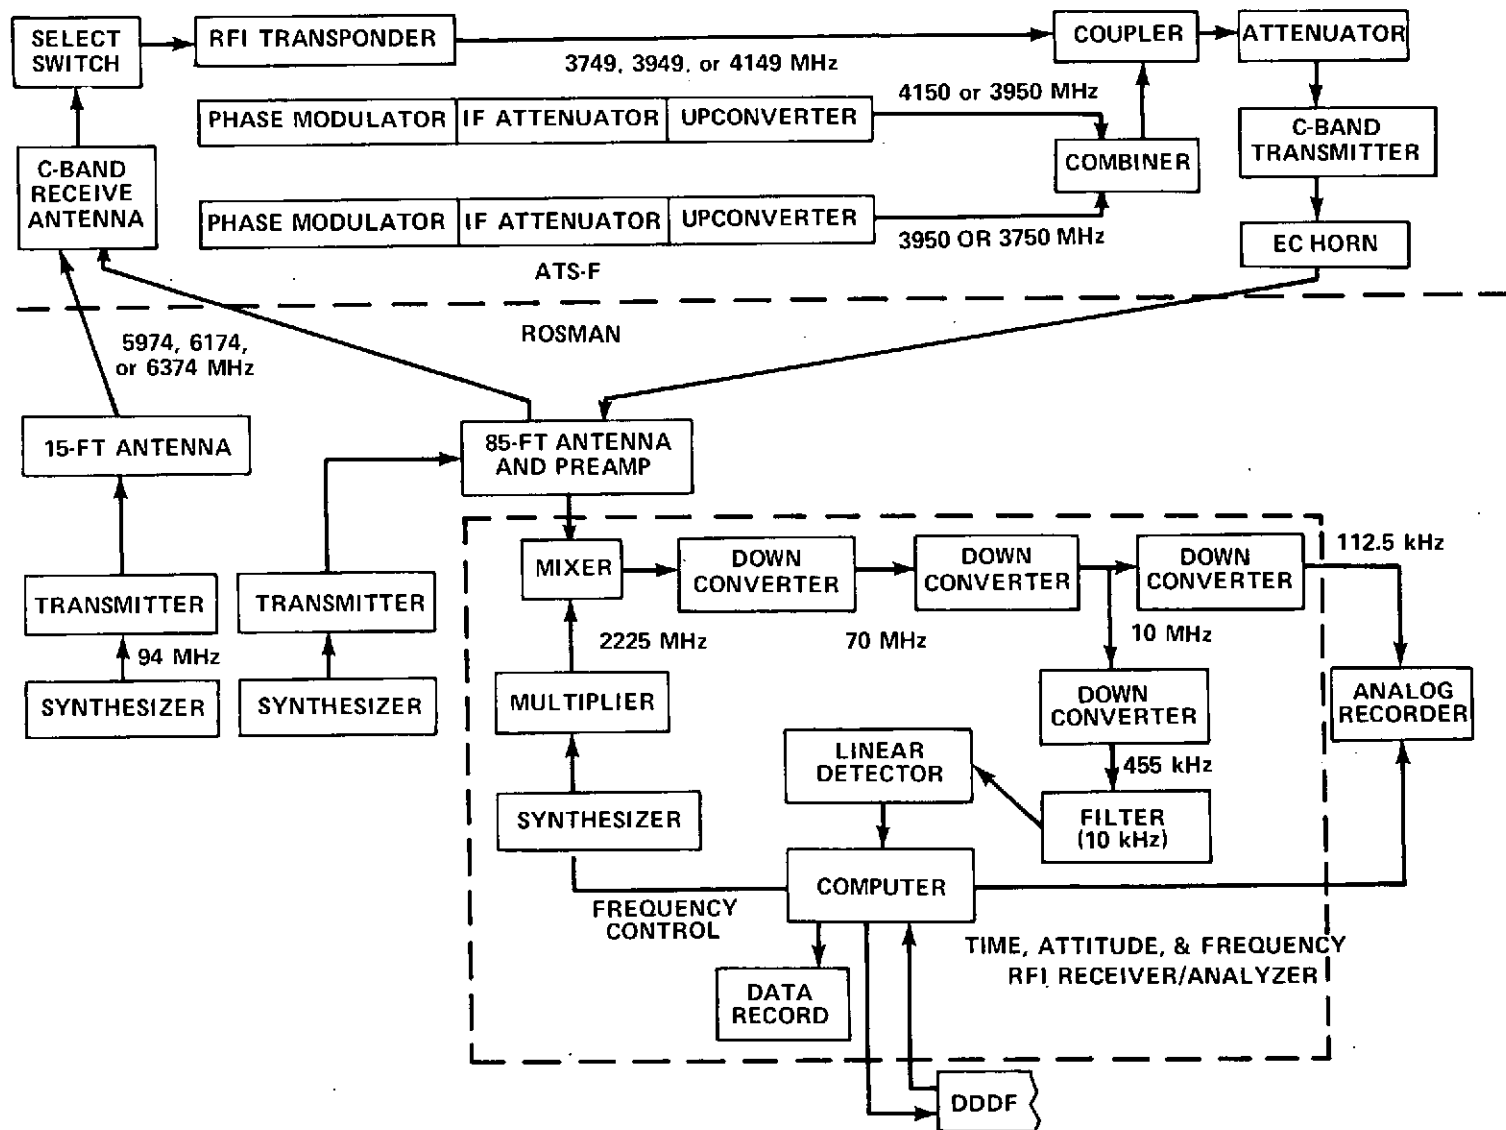 SELECT
SWITCH
RFI TRANSPONDER
COUPLER
ATTENUATOR
3749, 3949, or 4149 MHz
4150 or 3950 MHz
PHASE MODULATOR
IF ATTENUATOR
UPCONVERTER
C-BAND
TRANSMITTER
C-BAND
RECEIVE
ANTENNA
COMBINER
PHASE MODULATOR
IF ATTENUATOR
UPCONVERTER
3950 OR 3750 MHz
EC HORN
ATS-F
ROSMAN
5974, 6174,
or 6374 MHz
15-FT ANTENNA
85-FT ANTENNA
AND PREAMP
MIXER
DOWN
CONVERTER
DOWN
CONVERTER
DOWN
CONVERTER
112.5 kHz
TRANSMITTER
TRANSMITTER
2225 MHz
70 MHz
10 MHz
94 MHz
SYNTHESIZER
SYNTHESIZER
MULTIPLIER
DOWN
CONVERTER
ANALOG
RECORDER
LINEAR
DETECTOR
455 kHz
SYNTHESIZER
FILTER
(10 kHz)
COMPUTER
FREQUENCY
CONTROL
TIME, ATTITUDE, & FREQUENCY
RFI RECEIVER/ANALYZER
DATA
RECORD
DDDF